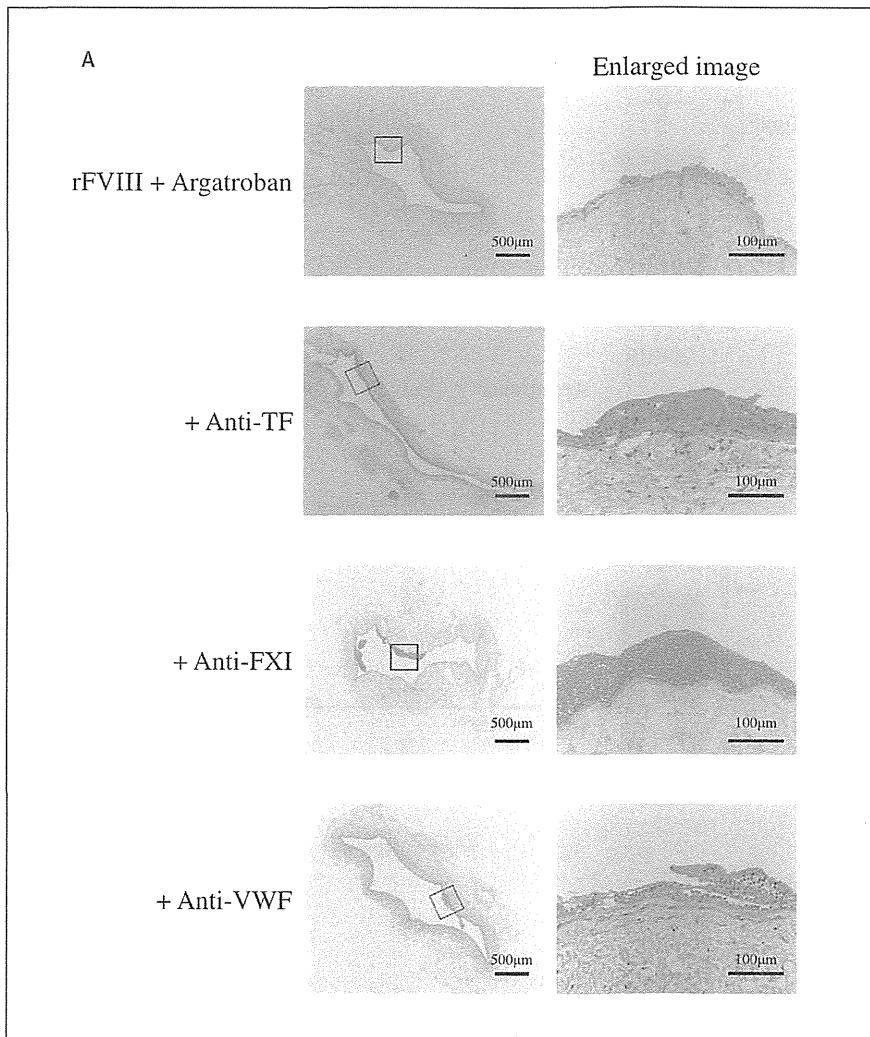 A
Enlarged image
rFVIII + Argatroban
500μm
100μm
+ Anti-TF
500μm
100μm
+ Anti-FXI
500μm
100μm
+ Anti-VWF
500μm
100μm